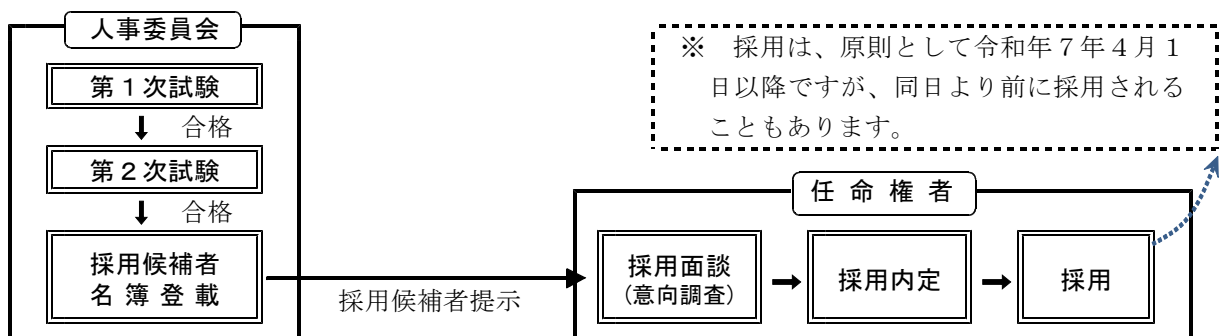 人事委員会
第１次試験
合格
第２次試験
合格
採用候補者
名簿登載
採用候補者提示
※　採用は、原則として令和年７年４月１
日以降ですが、同日より前に採用される
こともあります。
任命権者
採用面談
(意向調査)
採用内定
採用